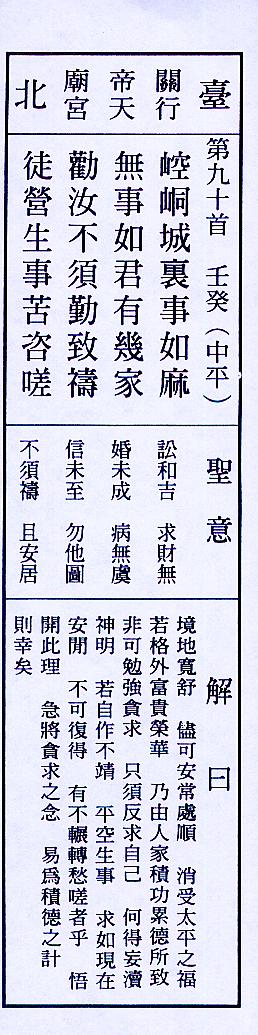 臺北
關行
帝天
廟宮
第九十首　壬癸（中平）
崆峒城裏事如麻
無事如君有幾家
勸汝不須勤致禱
徒營生事苦咨嗟
聖意
訟和吉　求財無
婚未成　病無虞
信未至　勿他圖
不須禱　且安居
解曰
境地寬舒　儘可安常處順　消受太平之福
若格外富貴榮華　乃由人家積功累德所致
非可勉強貪求　只須反求自己　何得妄瀆
神明　若自作不靖　平空生事　求如現在
安閒　不可復得　有不輾轉愁嗟者乎　悟
開此理　急將貪求之念　易爲積德之計
則幸矣